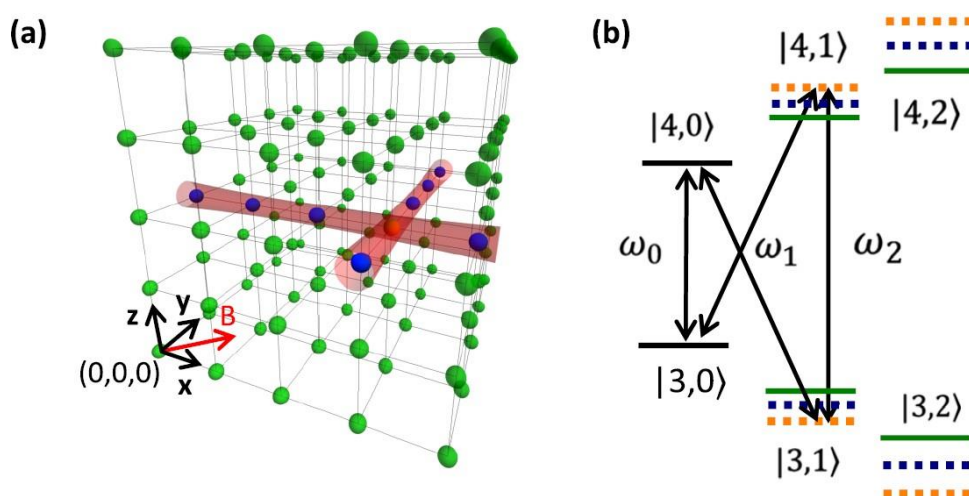 (a)
z
y
B
(0,0,0)
x
(b)
|4,1⟩
|4,2⟩
|4,0⟩
ω₀
ω₁
ω₂
|3,0⟩
|3,2⟩
|3,1⟩